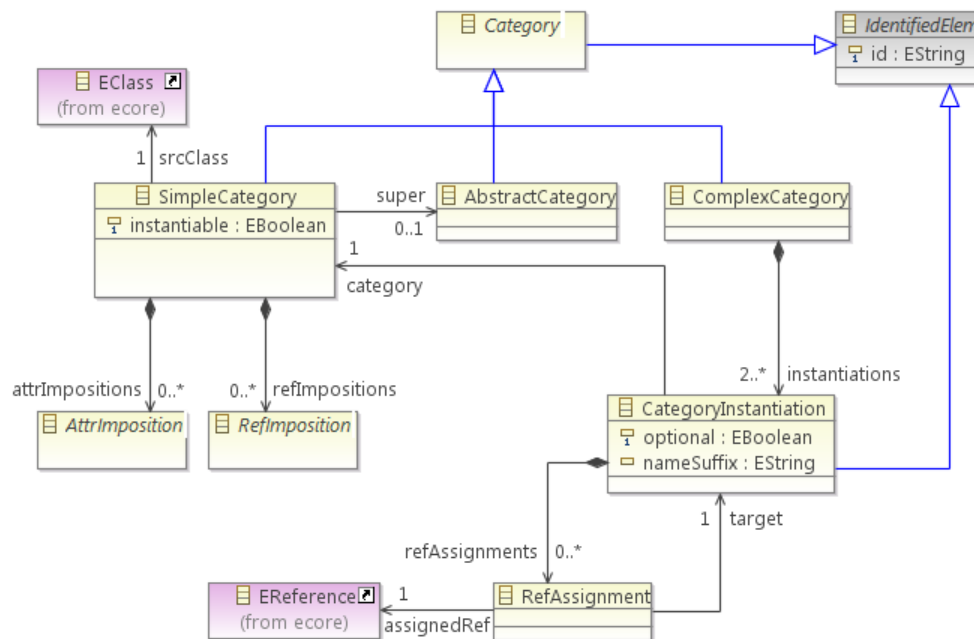 Category
IdentifiedElem
id : EString
EClass
(from ecore)
1 srcClass
SimpleCategory
instantiable : EBoolean
super
0..1
AbstractCategory
ComplexCategory
1
category
attrImpositions 0..*
0..* refImpositions
2..* instantiations
AttrImposition
RefImposition
CategoryInstantiation
optional : EBoolean
nameSuffix : EString
1 target
refAssignments 0..*
EReference
(from ecore)
1
assignedRef
RefAssignment